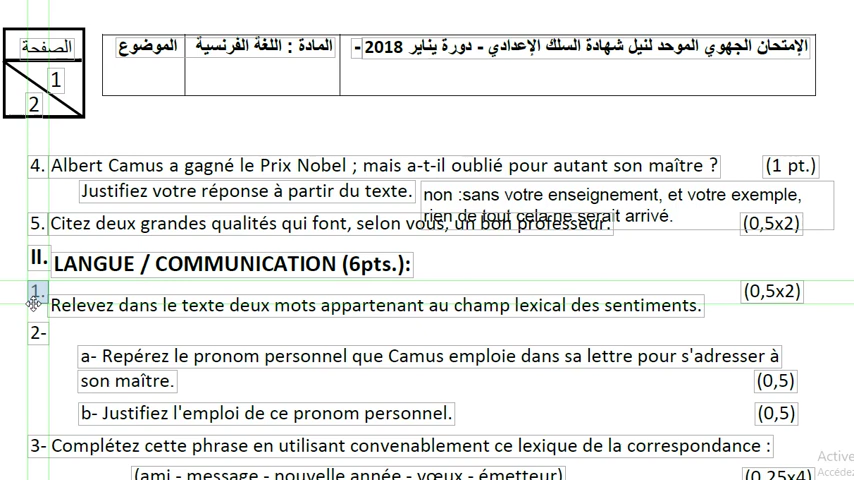 الصفحة
1
2
الموضوع
المادة : اللغة الفرنسية
الإمتحان الجهوي الموحد لنيل شهادة السلك الإعدادي - دورة يناير 2018 -
4. Albert Camus a gagné le Prix Nobel ; mais a-t-il oublié pour autant son maître ? (1 pt.)
Justifiez votre réponse à partir du texte.
non :sans votre enseignement, et votre exemple,
rien de tout cela ne serait arrivé.
5. Citez deux grandes qualités qui font, selon vous, un bon professeur. (0,5x2)
II. LANGUE / COMMUNICATION (6pts.):
1. Relevez dans le texte deux mots appartenant au champ lexical des sentiments. (0,5x2)
2-
a- Repérez le pronom personnel que Camus emploie dans sa lettre pour s'adresser à
son maître. (0,5)
b- Justifiez l'emploi de ce pronom personnel. (0,5)
3- Complétez cette phrase en utilisant convenablement ce lexique de la correspondance :
(ami - message - nouvelle année - vœux - émetteur) (0,25x4)
Active
Accédez